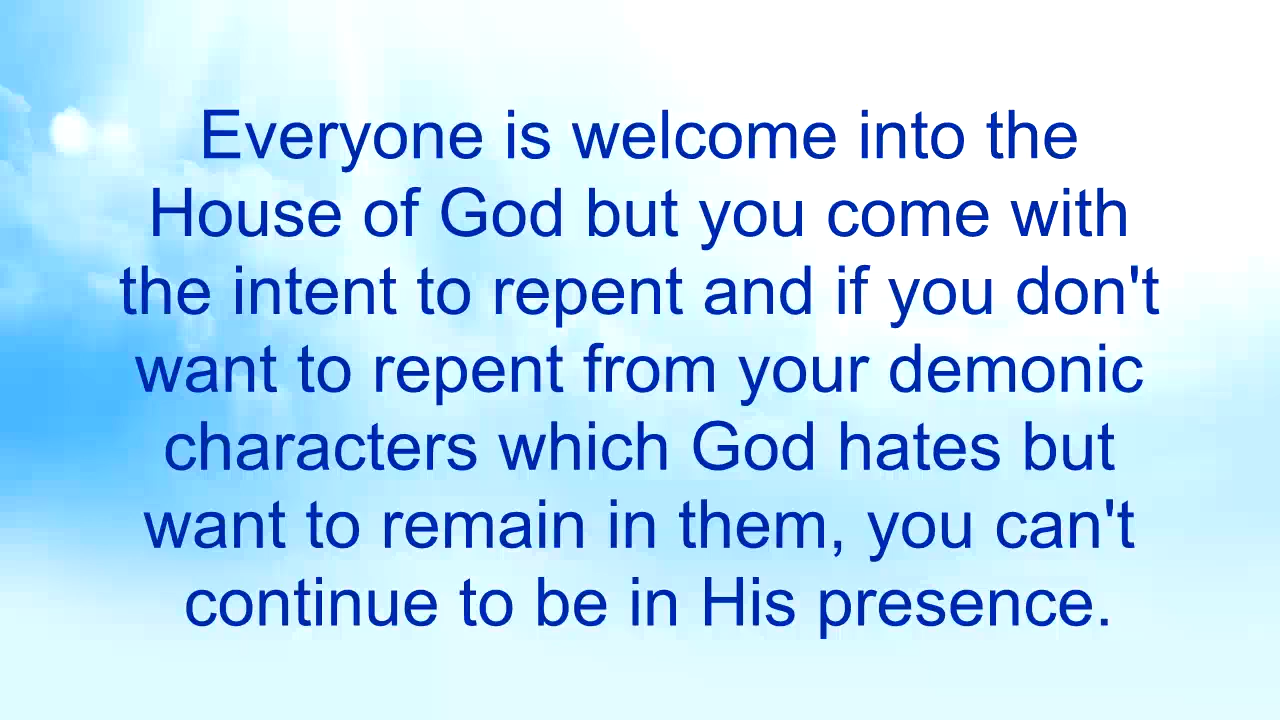 Everyone is welcome into the
House of God but you come with
the intent to repent and if you don't
want to repent from your demonic
characters which God hates but
want to remain in them, you can't
continue to be in His presence.